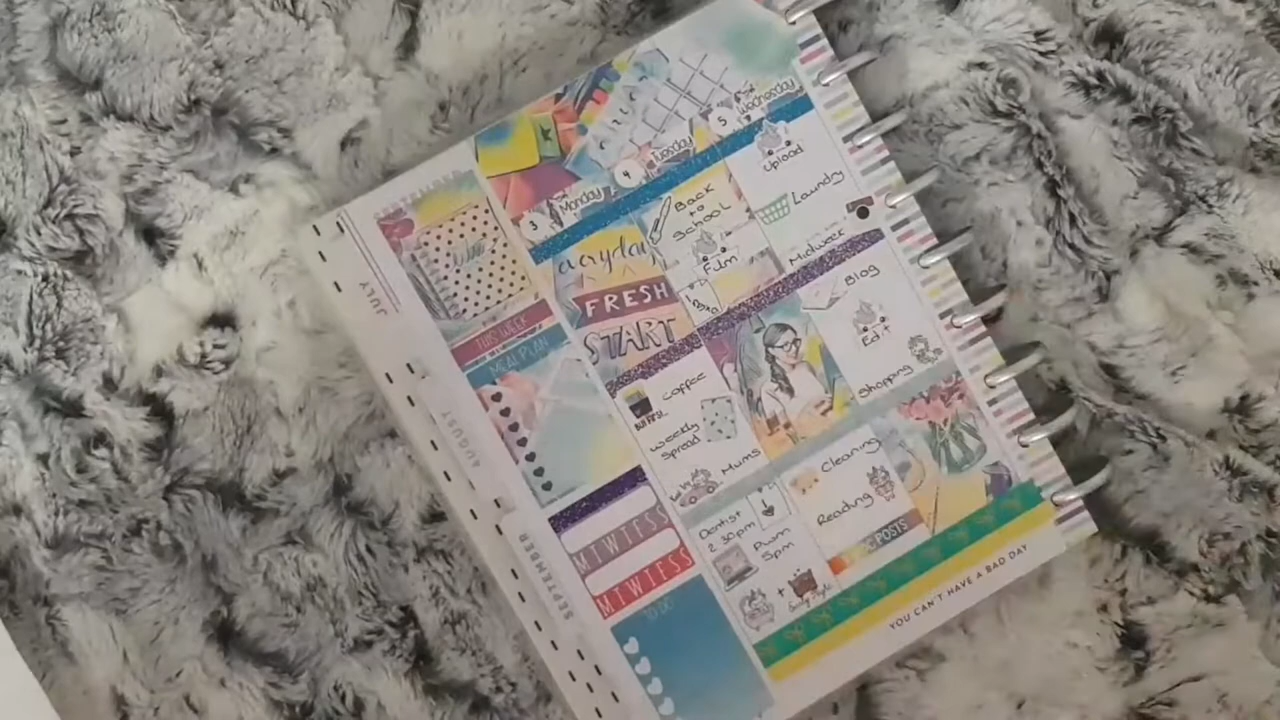 JULY
AUGUST
SEPTEMBER
SEPTEMBER
THIS WEEK
MEAL PLAN
MTWTFSS
MTWTFSS
TO DO
3 Monday
everyday
FRESH
START
Coffee
weekly
spread
Mums
Dentist
2.30pm
Pwm
5pm
+
4 Tuesday
Back
to
School
Film
Cleaning
Reading
POSTS
5 Wednesday
Upload
Laundry
Midweek
Blog
Edit
Shopping
YOU CAN'T HAVE A BAD DAY